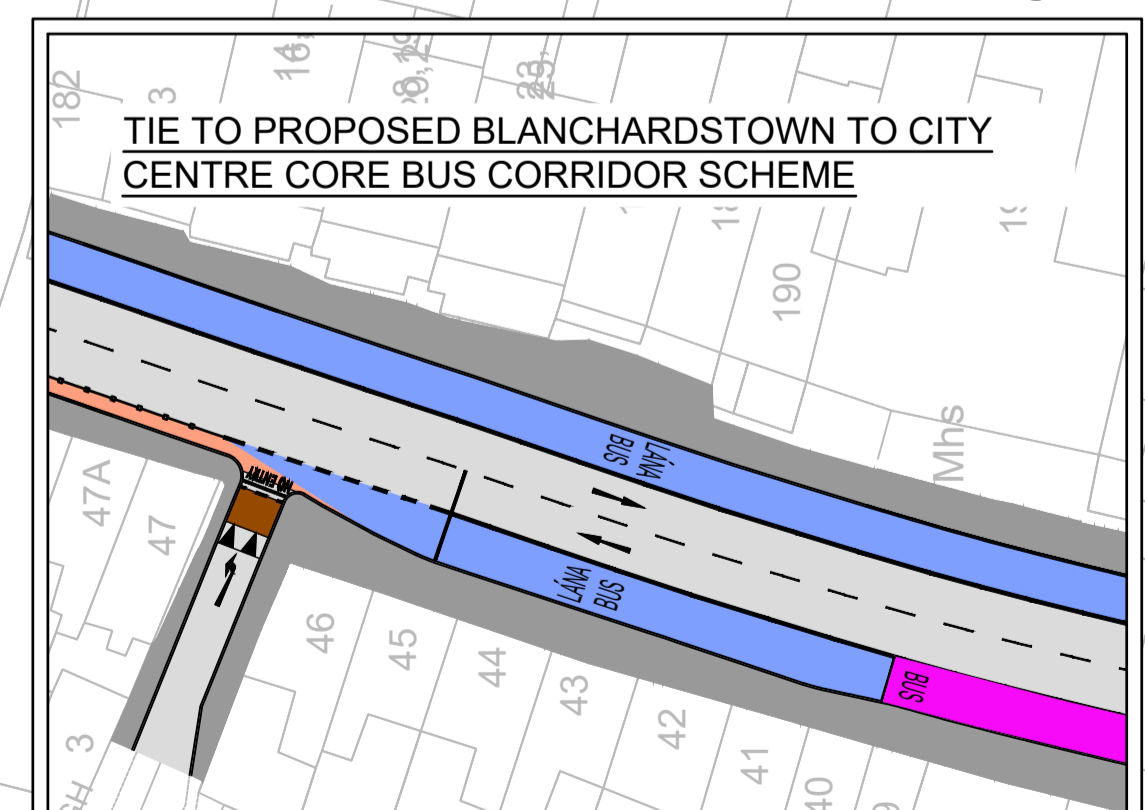 182
3
190
TIE TO PROPOSED BLANCHARDSTOWN TO CITY
CENTRE CORE BUS CORRIDOR SCHEME
Mhs
LÁNA
BUS
NO ENTRY
47A
47
LÁNA
BUS
BUS
46
45
44
43
42
41
40
3